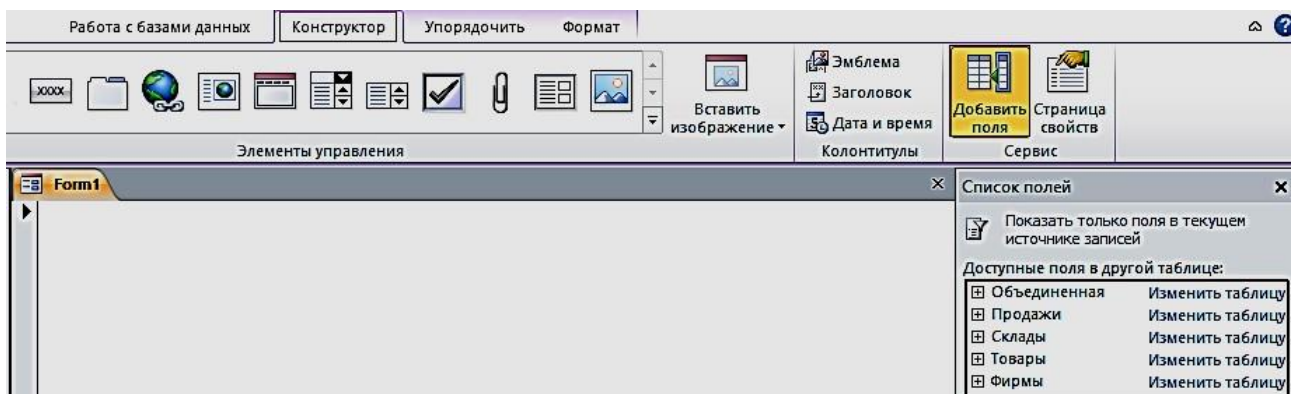 Работа с базами данных
Конструктор
Упорядочить
Формат
XXXX
Вставить
изображение
Эмблема
Заголовок
Дата и время
Добавить
поля
Страница
свойств
Элементы управления
Колонтитулы
Сервис
Form1
Список полей
Показать только поля в текущем
источнике записей
Доступные поля в другой таблице:
Объединенная Изменить таблицу
Продажи Изменить таблицу
Склады Изменить таблицу
Товары Изменить таблицу
Фирмы Изменить таблицу